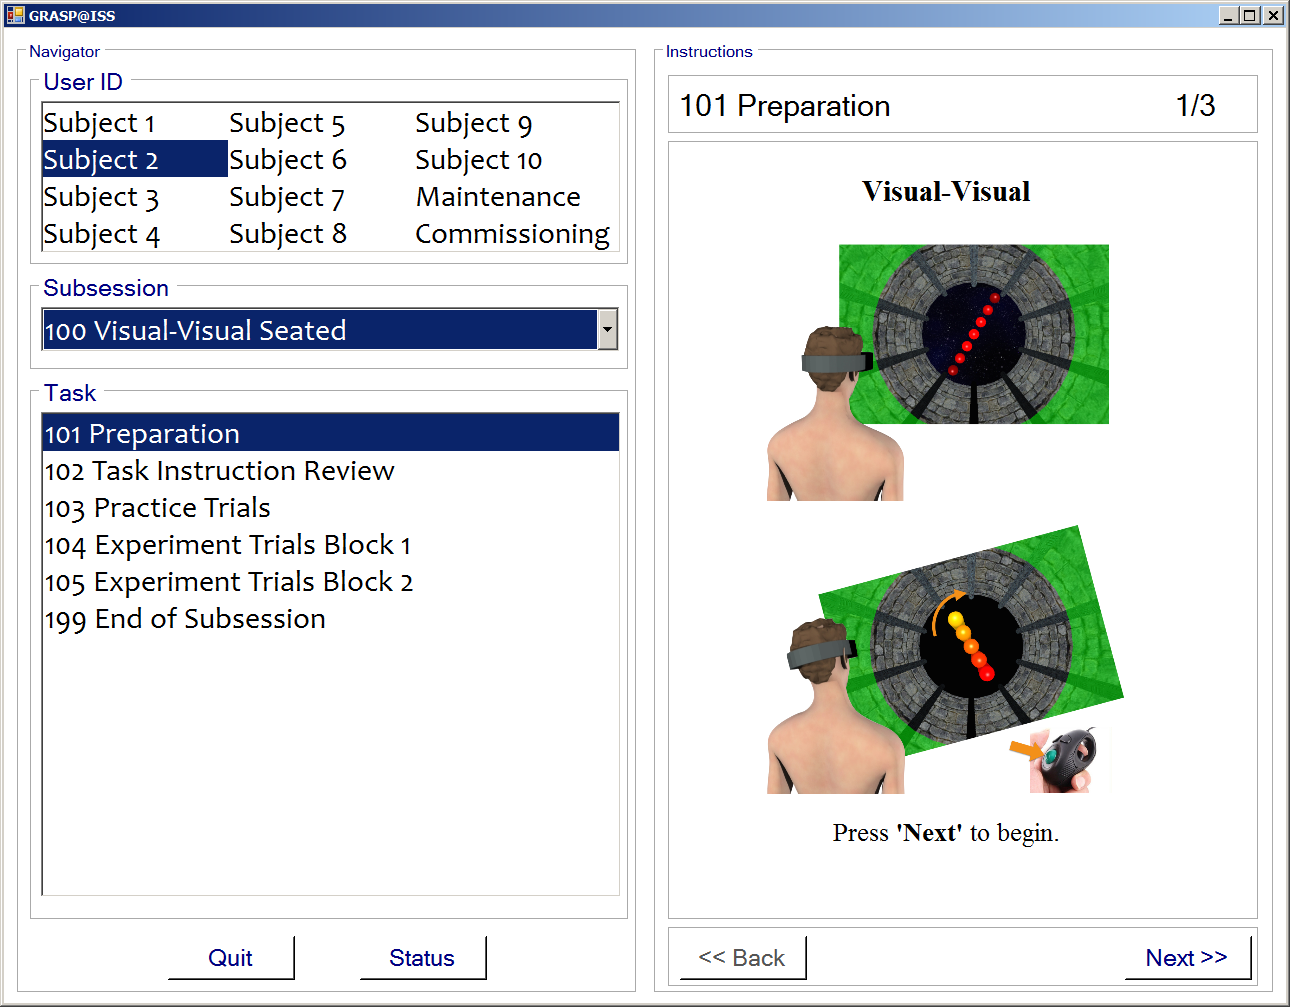 GRASP@ISS
Navigator
User ID
Subject 1
Subject 2
Subject 3
Subject 4
Subject 5
Subject 6
Subject 7
Subject 8
Subject 9
Subject 10
Maintenance
Commissioning
Subsession
100 Visual-Visual Seated
Task
101 Preparation
102 Task Instruction Review
103 Practice Trials
104 Experiment Trials Block 1
105 Experiment Trials Block 2
199 End of Subsession
Quit
Status
Instructions
101 Preparation 1/3
Visual-Visual
Press 'Next' to begin.
<< Back
Next >>